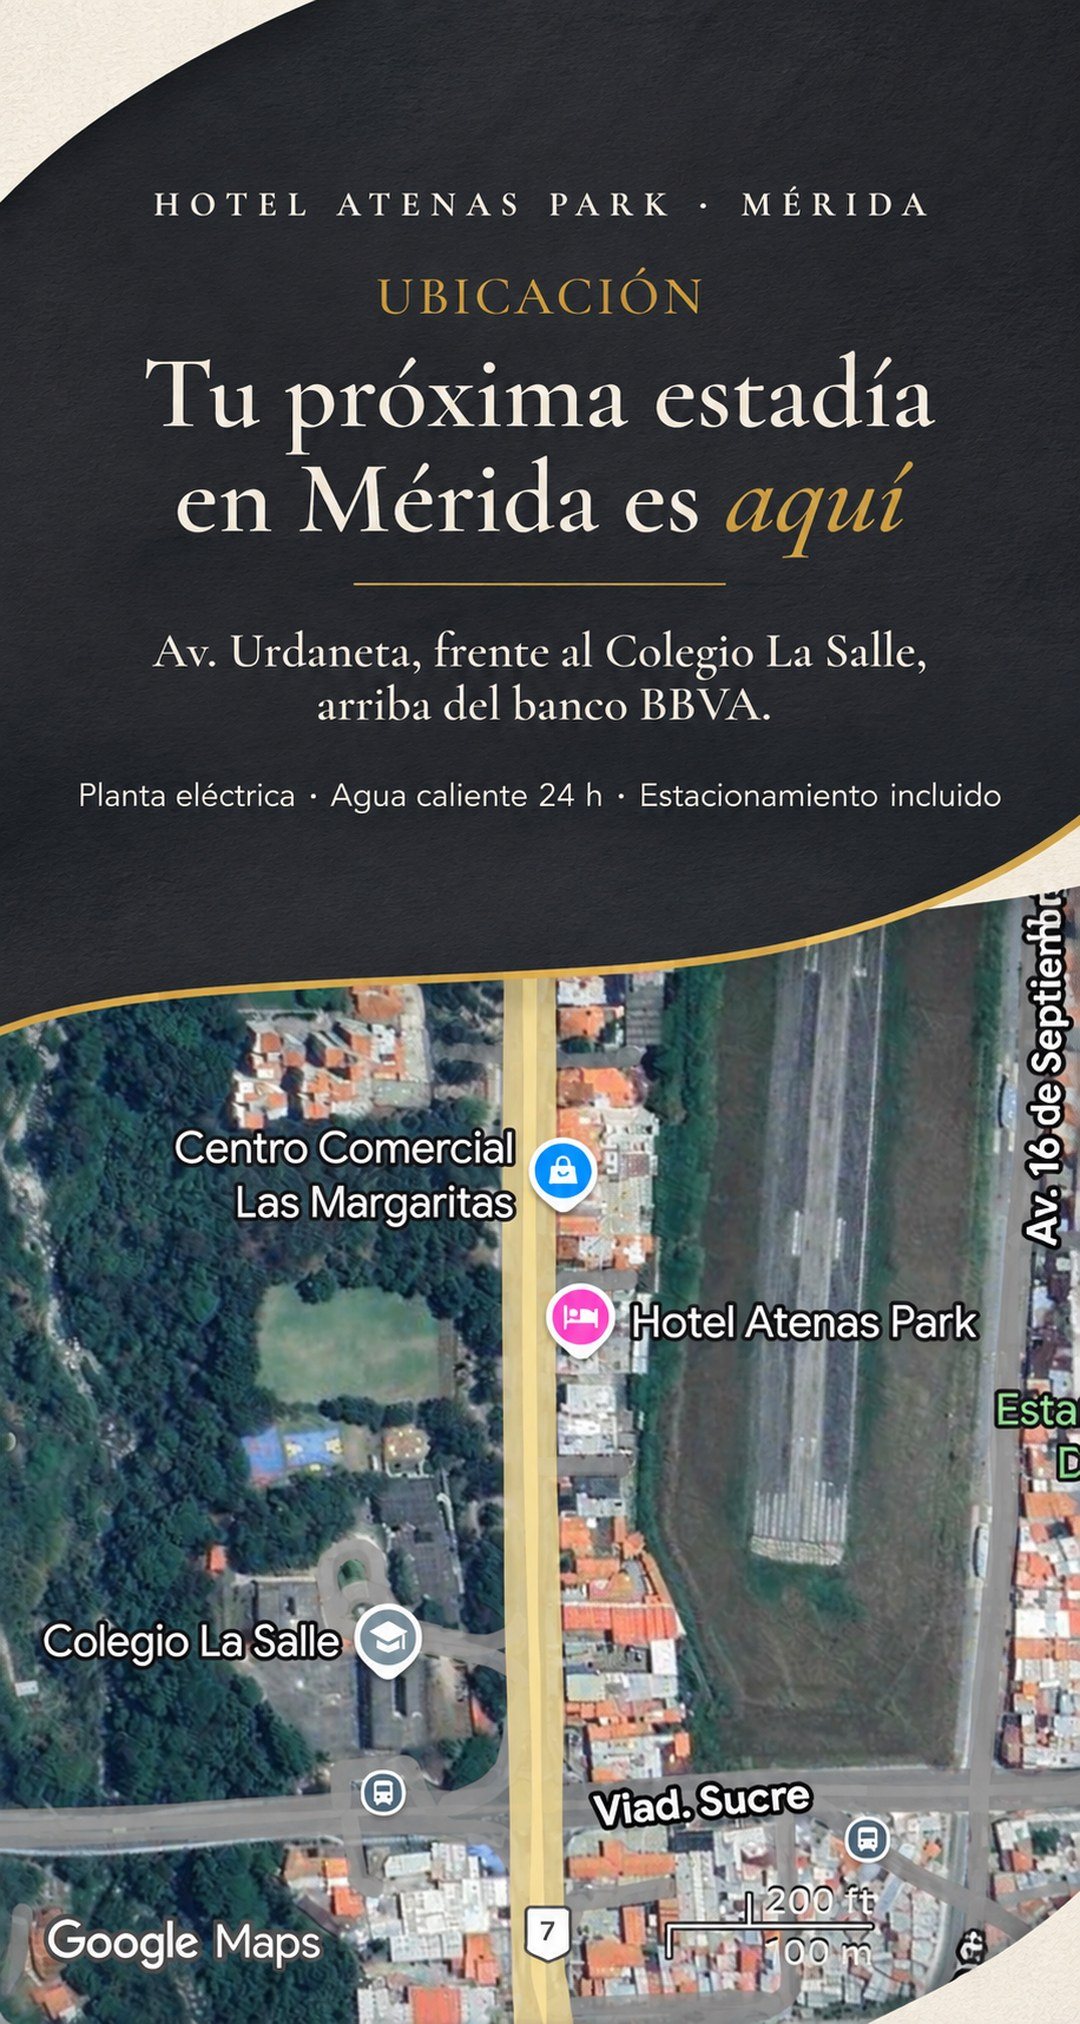 HOTEL ATENAS PARK · MÉRIDA
UBICACIÓN
Tu próxima estadía
en Mérida es aquí
Av. Urdaneta, frente al Colegio La Salle,
arriba del banco BBVA.
Planta eléctrica · Agua caliente 24 h · Estacionamiento incluido
Av. 16 de Septiembr
Centro Comercial
Las Margaritas
Hotel Atenas Park
Esta
D
Colegio La Salle
Viad. Sucre
200 ft
100 m
7
Google Maps